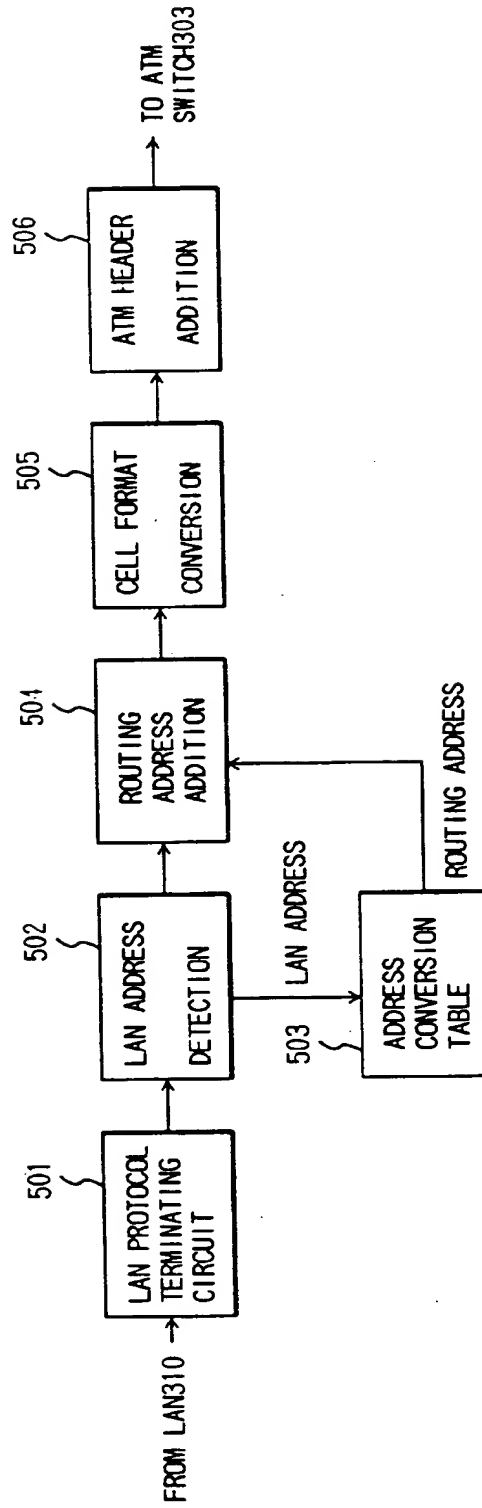 FROM LAN310
501
LAN PROTOCOL
TERMINATING
CIRCUIT
502
LAN ADDRESS
DETECTION
LAN ADDRESS
503
ADDRESS
CONVERSION
TABLE
ROUTING ADDRESS
504
ROUTING
ADDRESS
ADDITION
505
CELL FORMAT
CONVERSION
506
ATM HEADER
ADDITION
TO ATM
SWITCH303